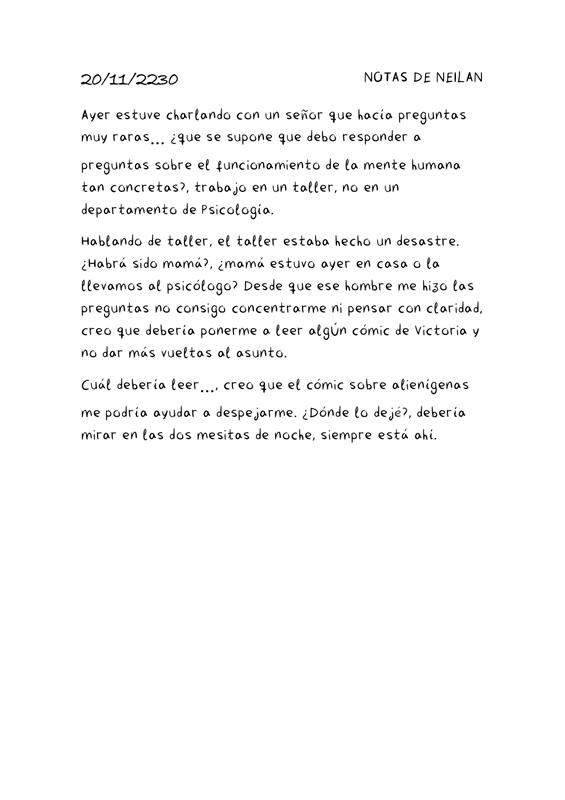 20/11/2230 NOTAS DE NEILAN
Ayer estuve charlando con un señor que hacía preguntas
muy raras... ¿que se supone que debo responder a
preguntas sobre el funcionamiento de la mente humana
tan concretas?, trabajo en un taller, no en un
departamento de Psicología.
Hablando de taller, el taller estaba hecho un desastre.
¿Habrá sido mamá?, ¿mamá estuvo ayer en casa o la
llevamos al psicólogo? Desde que ese hombre me hizo las
preguntas no consigo concentrarme ni pensar con claridad,
creo que debería ponerme a leer algÚn cómic de Victoria y
no dar más vueltas al asunto.
Cuál debería leer..., creo que el cómic sobre alienígenas
me podría ayudar a despejarme. ¿Dónde lo dejé?, debería
mirar en las dos mesitas de noche, siempre está ahí.